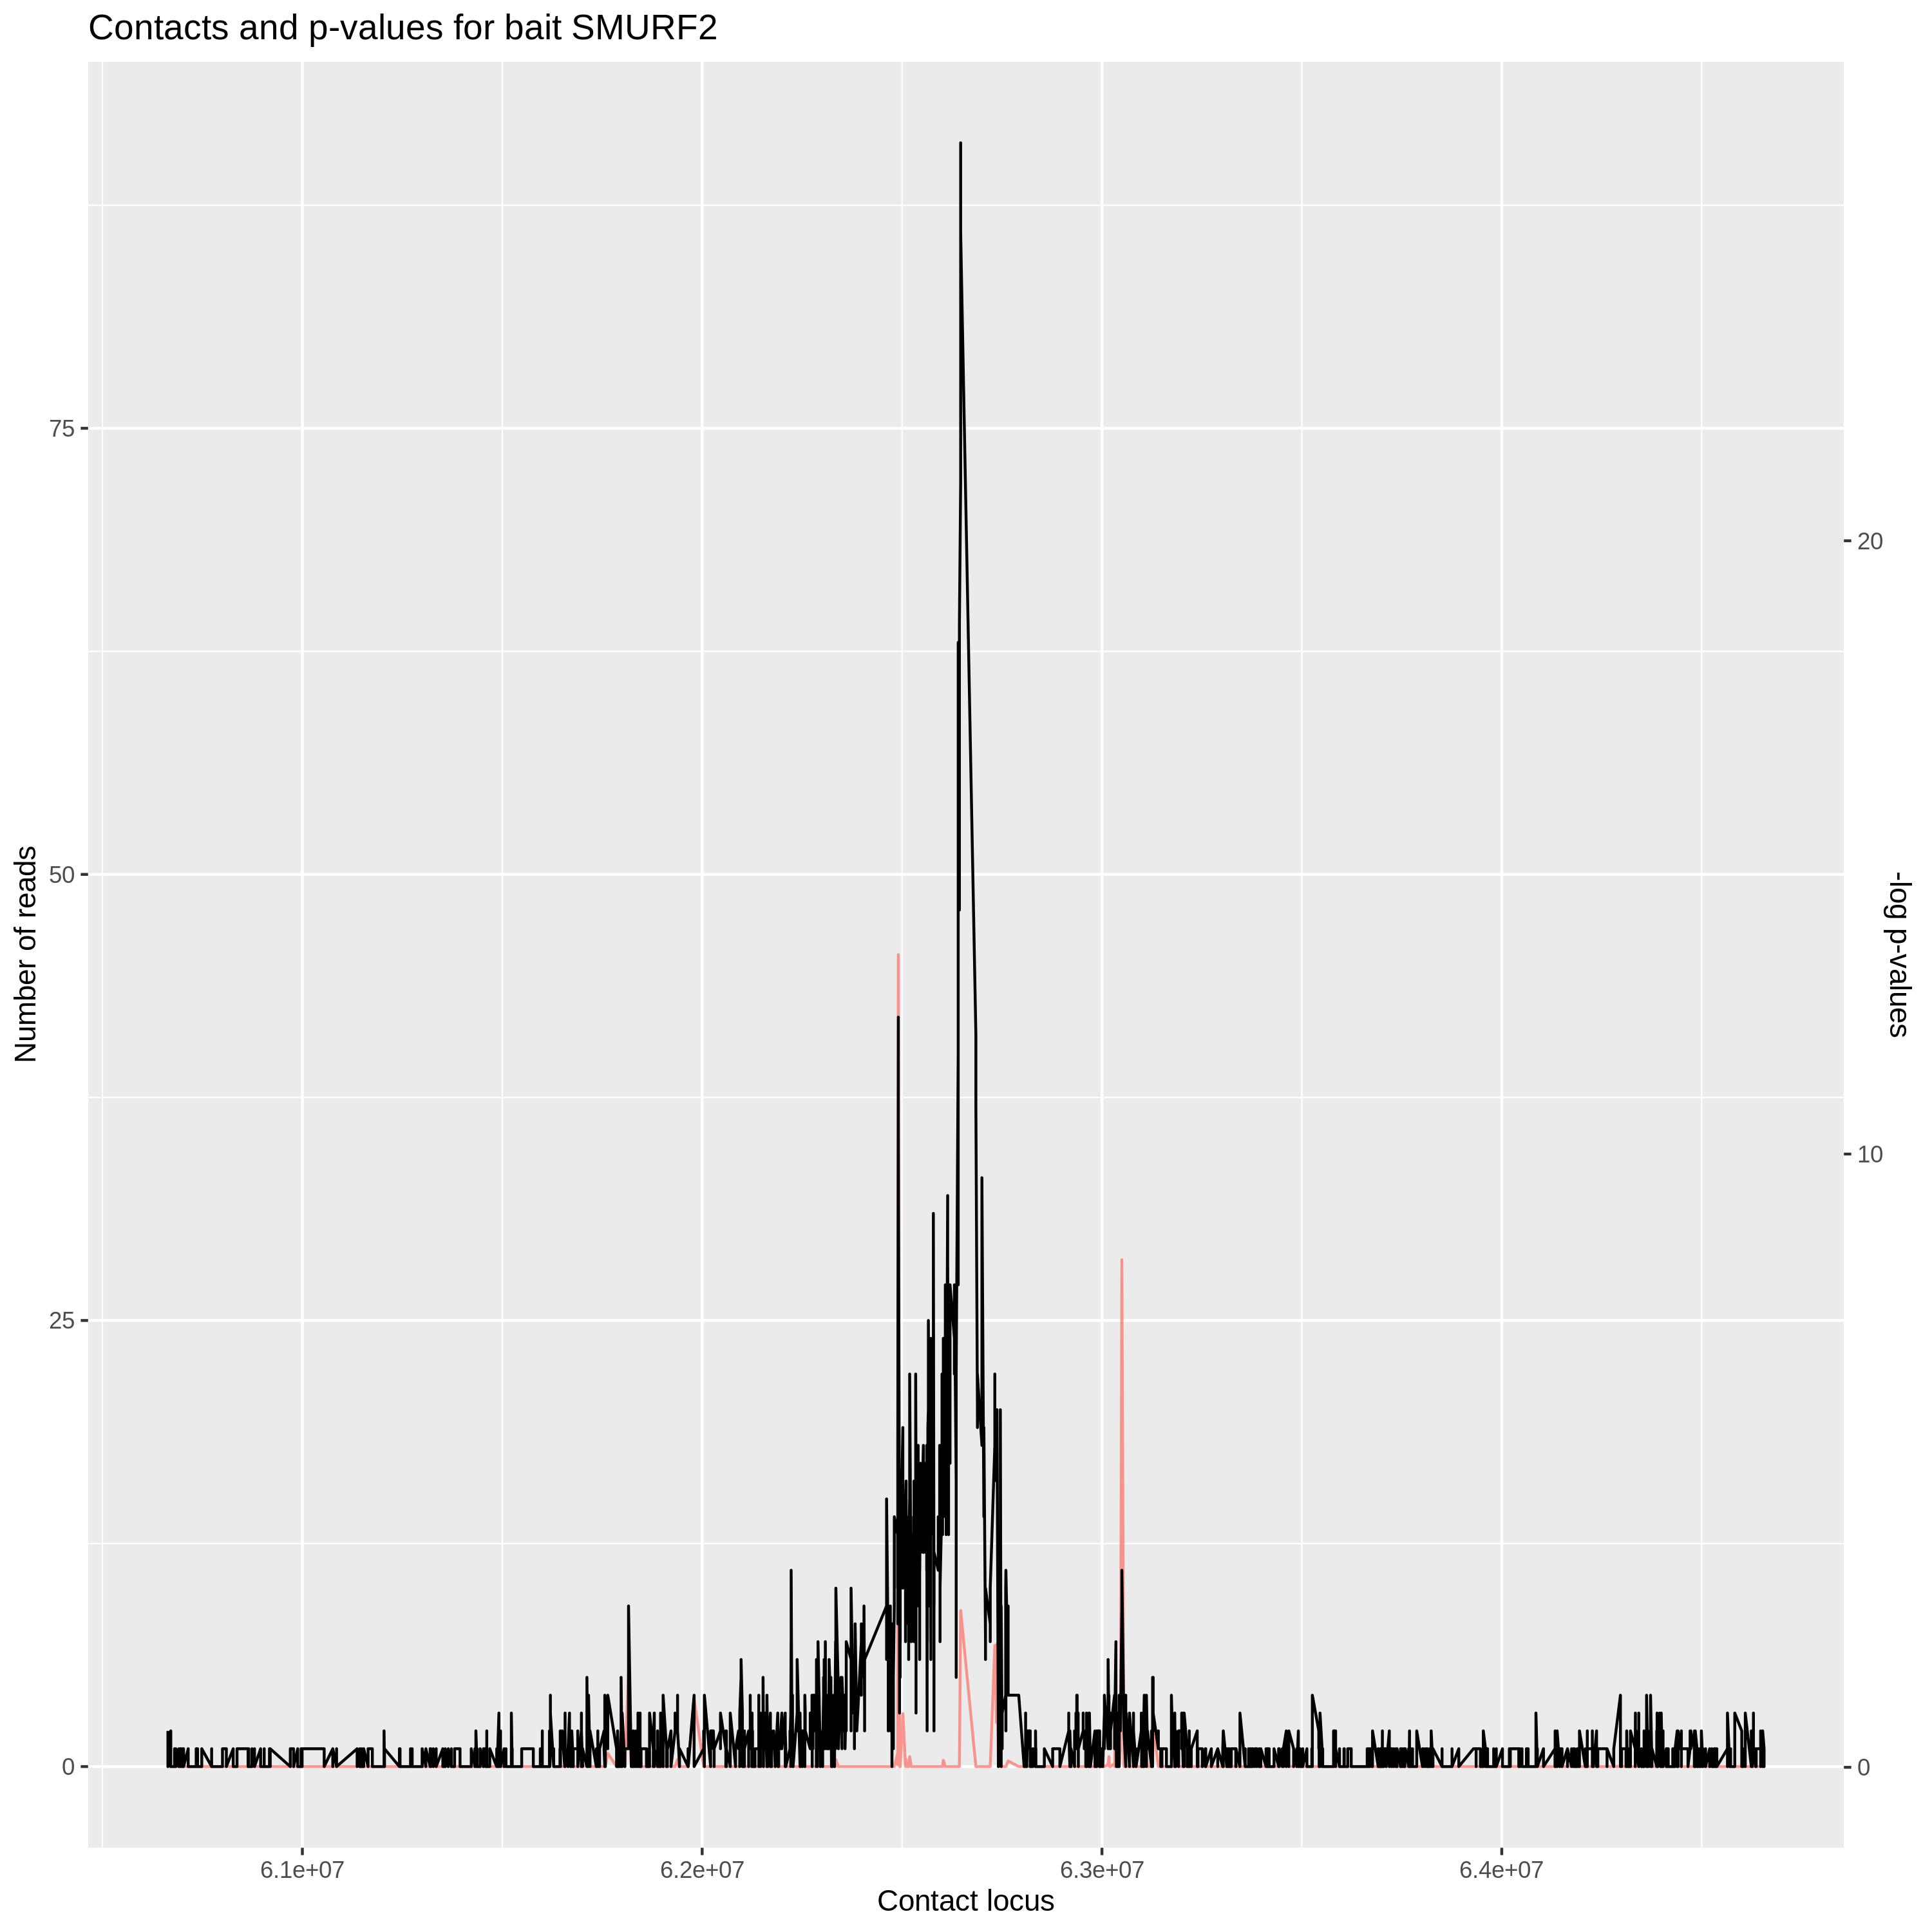 Contacts and p-values for bait SMURF2
75
50
25
0
Number of reads
20
10
0
-log p-values
6.1e+07
6.2e+07
6.3e+07
6.4e+07
Contact locus